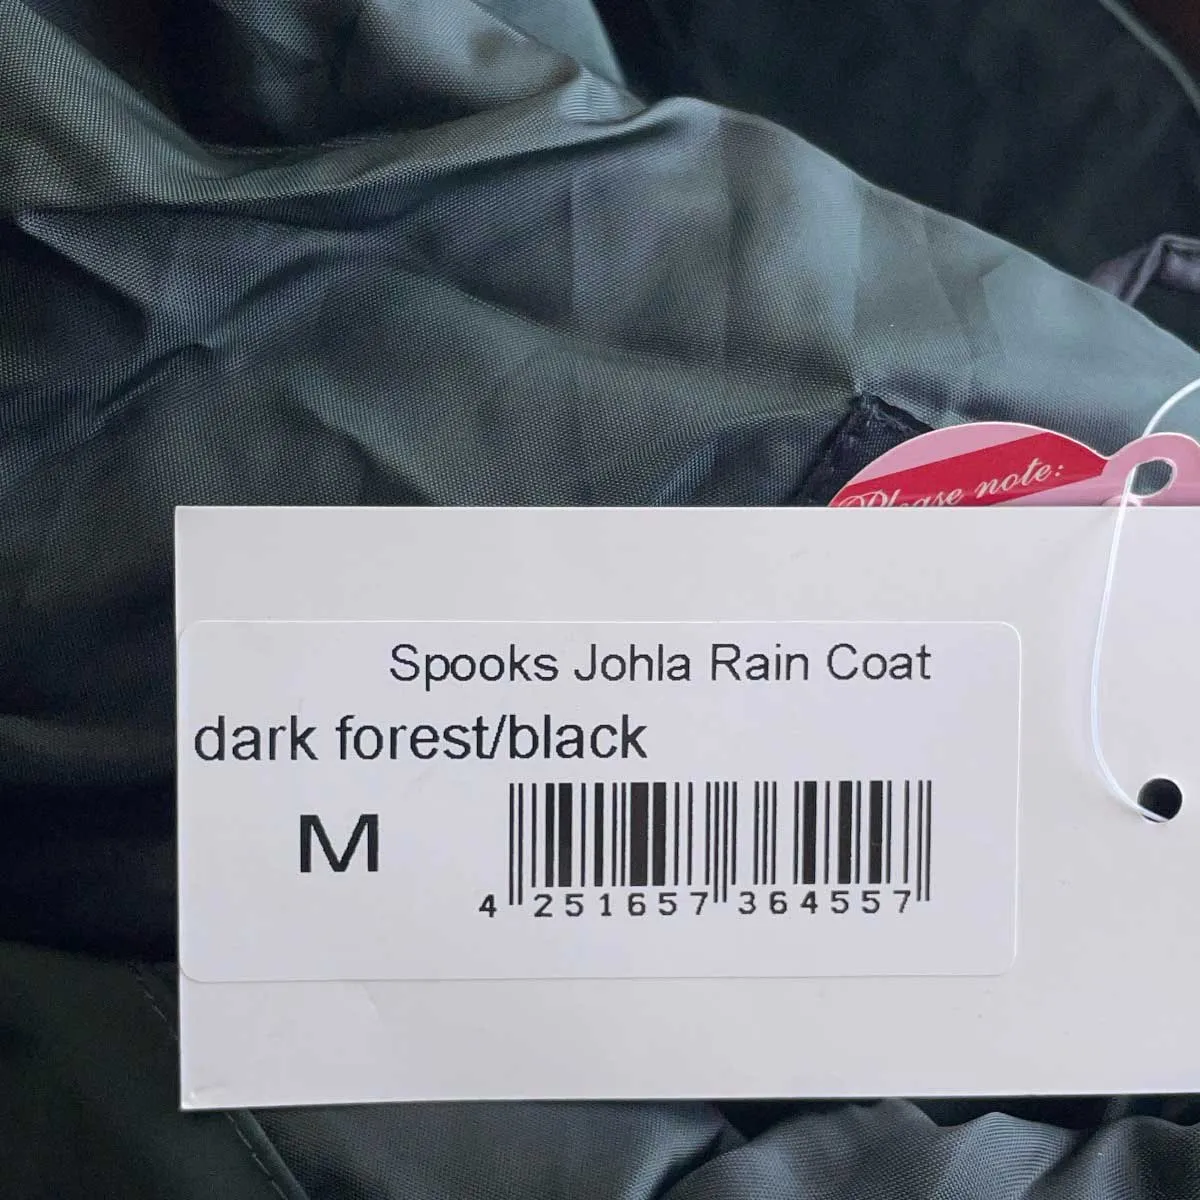 Please note:
Spooks Johla Rain Coat
dark forest/black
M
4 251657 364557